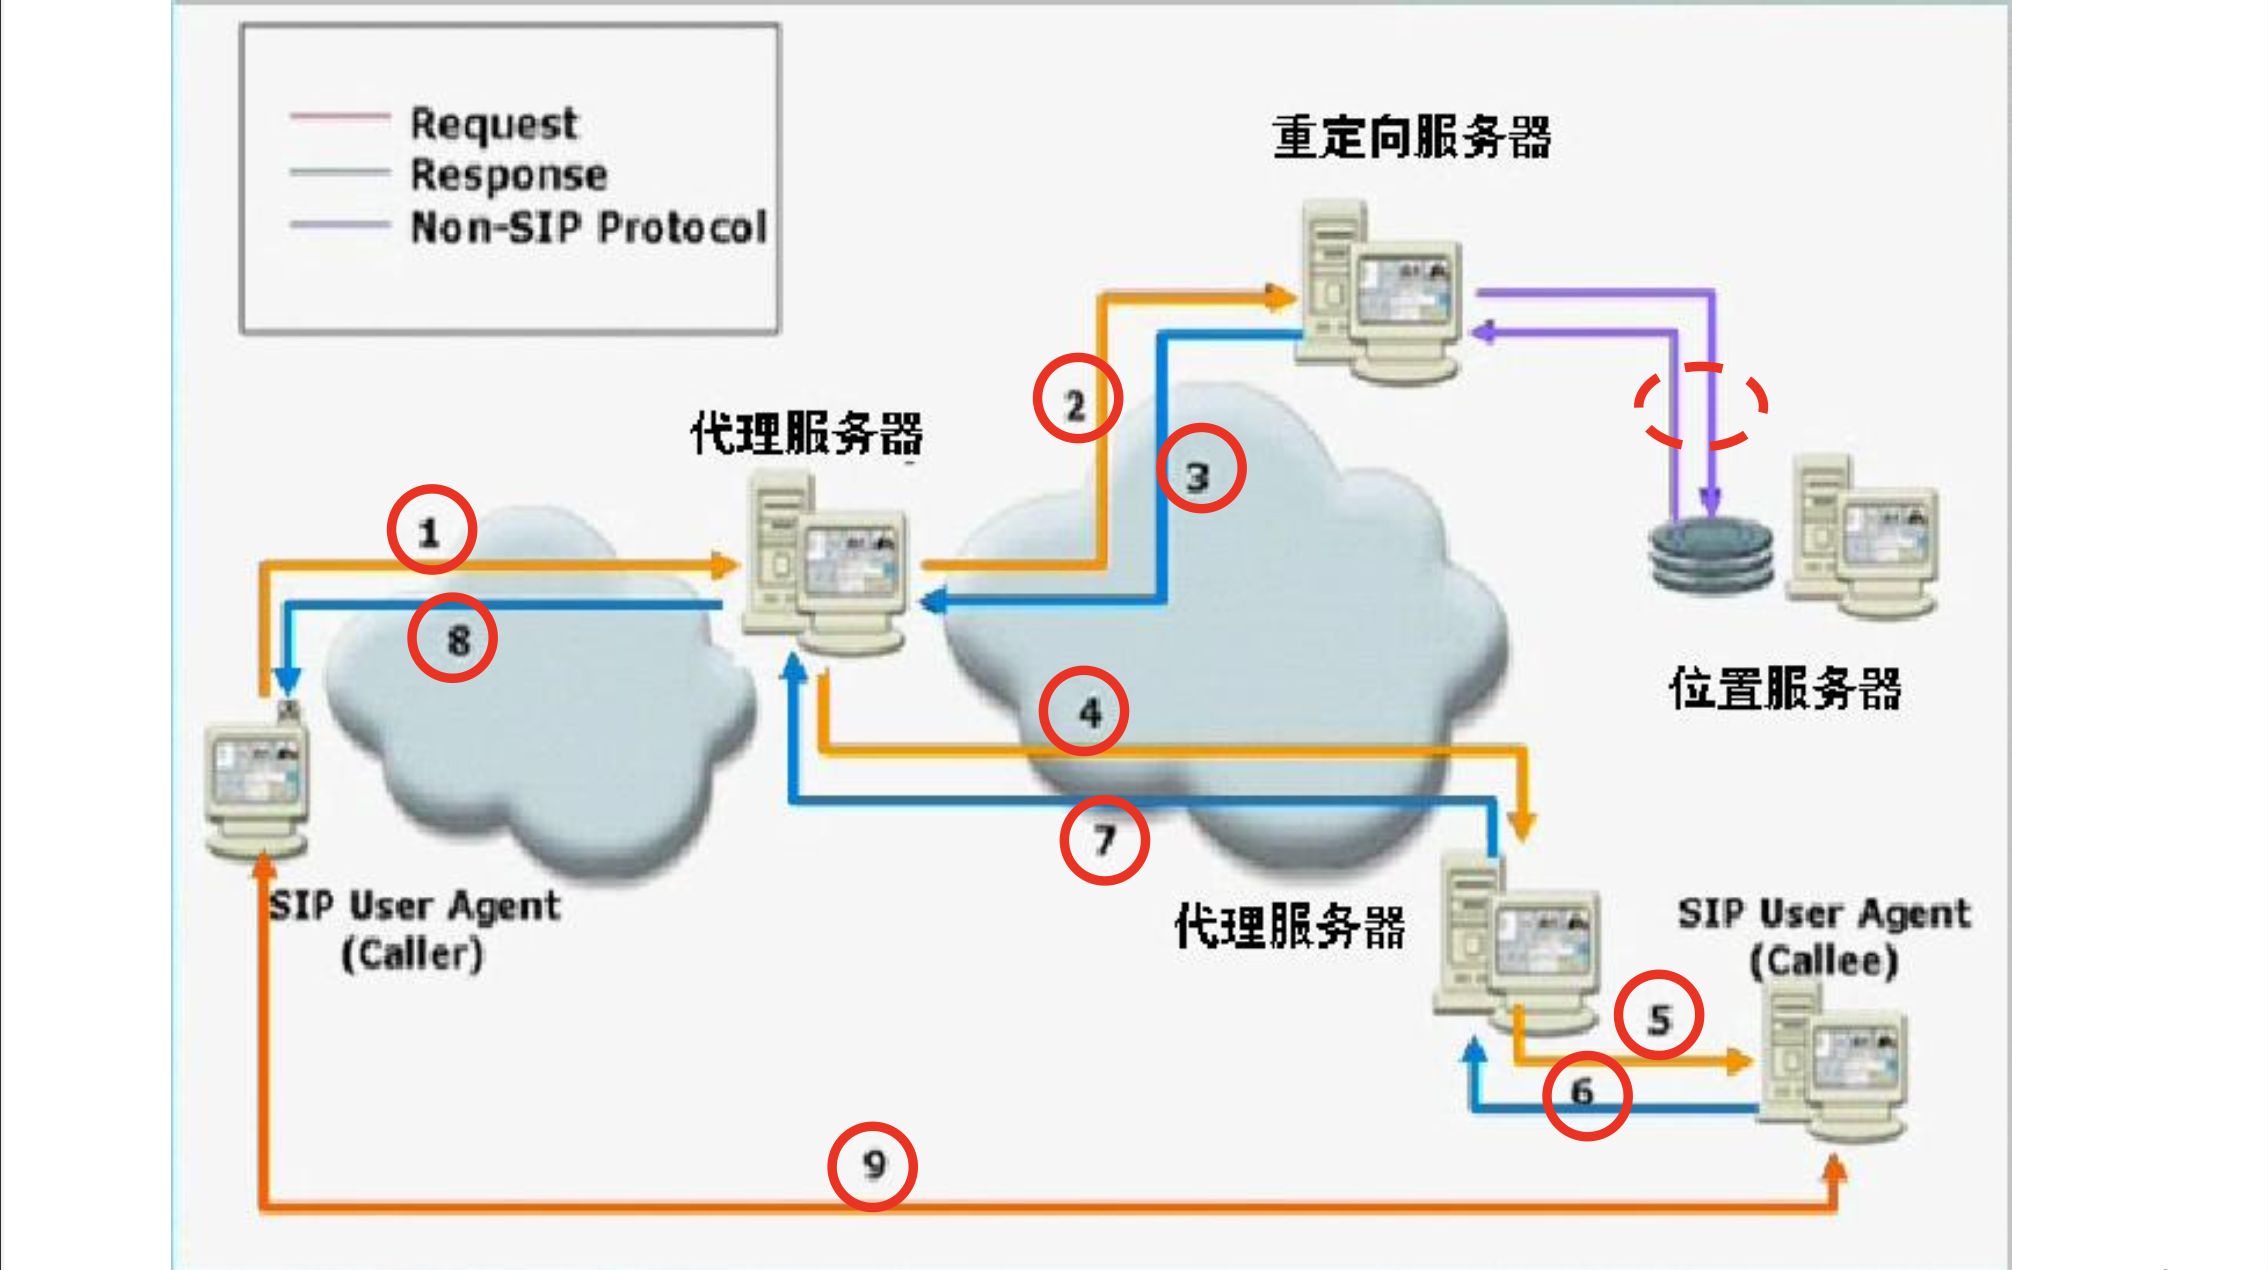 Request
Response
Non-SIP Protocol
重定向服务器
2
代理服务器
3
1
8
位置服务器
4
7
SIP User Agent
(Caller)
代理服务器
SIP User Agent
(Callee)
5
6
9